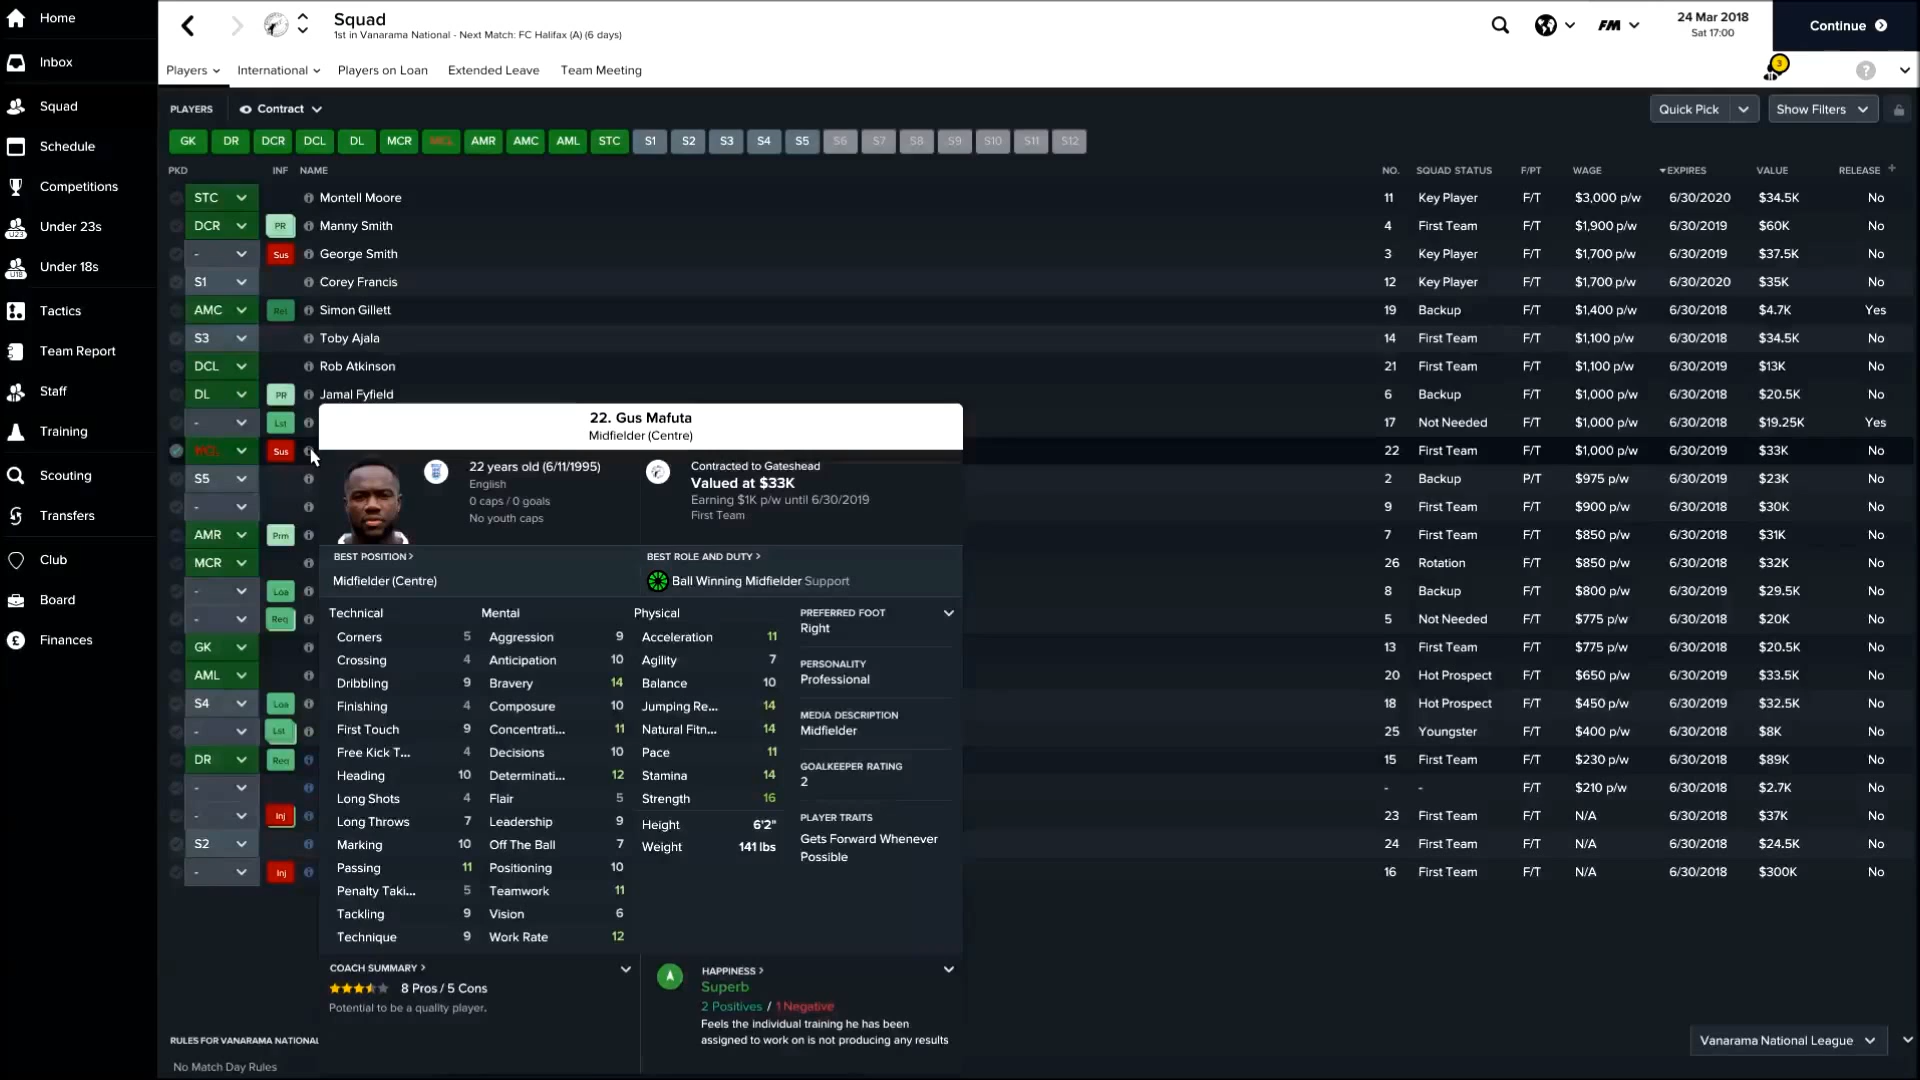 Home
Inbox
Squad
Schedule
Competitions
Under 23s
Under 18s
Tactics
Team Report
Staff
Training
Scouting
Transfers
Club
Board
Finances
Squad
1st in Vanarama National - Next Match: FC Halifax (A) (6 days)
FM
24 Mar 2018
Sat 17:00
Continue
Players International Players on Loan Extended Leave Team Meeting
3 ?
PLAYERS Contract Quick Pick Show Filters
GK DR DCR DCL DL MCR MCL AMR AMC AML STC S1 S2 S3 S4 S5 S6 S7 S8 S9 S10 S11 S12
PKD INF NAME NO. SQUAD STATUS F/PT WAGE EXPIRES VALUE RELEASE +
STC Montell Moore 11 Key Player F/T $3,000 p/w 6/30/2020 $34.5K No
DCR PR Manny Smith 4 First Team F/T $1,900 p/w 6/30/2019 $60K No
- Sus George Smith 3 Key Player F/T $1,700 p/w 6/30/2019 $37.5K No
S1 Corey Francis 12 Key Player F/T $1,700 p/w 6/30/2020 $35K No
AMC Rel Simon Gillett 19 Backup F/T $1,400 p/w 6/30/2018 $4.7K Yes
S3 Toby Ajala 14 First Team F/T $1,100 p/w 6/30/2018 $34.5K No
DCL Rob Atkinson 21 First Team F/T $1,100 p/w 6/30/2019 $13K No
DL PR Jamal Fyfield 6 Backup F/T $1,000 p/w 6/30/2018 $20.5K No
- Lst 17 Not Needed F/T $1,000 p/w 6/30/2018 $19.25K Yes
MCL Sus 22 First Team F/T $1,000 p/w 6/30/2019 $33K No
S5 2 Backup P/T $975 p/w 6/30/2018 $23K No
- 9 First Team F/T $900 p/w 6/30/2018 $30K No
AMR Prm 7 First Team F/T $850 p/w 6/30/2018 $31K No
MCR 26 Rotation F/T $850 p/w 6/30/2018 $32K No
- Loa 8 Backup F/T $800 p/w 6/30/2018 $29.5K No
- Req 5 Not Needed F/T $775 p/w 6/30/2018 $20K No
GK 13 First Team F/T $775 p/w 6/30/2018 $20.5K No
AML 20 Hot Prospect F/T $650 p/w 6/30/2019 $33.5K No
S4 Loa 18 Hot Prospect F/T $450 p/w 6/30/2019 $32.5K No
- Lst 25 Youngster F/T $400 p/w 6/30/2018 $8K No
DR Req 15 First Team F/T $230 p/w 6/30/2018 $89K No
- - - F/T $210 p/w 6/30/2018 $2.7K No
- Inj 23 First Team F/T N/A 6/30/2018 $37K No
S2 24 First Team F/T N/A 6/30/2018 $24.5K No
- Inj 16 First Team F/T N/A 6/30/2018 $300K No
22. Gus Mafuta
Midfielder (Centre)
22 years old (6/11/1995)
English
0 caps / 0 goals
No youth caps
Contracted to Gateshead
Valued at $33K
Earning $1K p/w until 6/30/2019
First Team
BEST POSITION > BEST ROLE AND DUTY >
Midfielder (Centre) Ball Winning Midfielder Support
Technical Mental Physical
Corners 5 Aggression 9 Acceleration 11
Crossing 4 Anticipation 10 Agility 7
Dribbling 9 Bravery 14 Balance 10
Finishing 4 Composure 10 Jumping Re... 14
First Touch 9 Concentrati... 11 Natural Fitn... 14
Free Kick T... 4 Decisions 10 Pace 11
Heading 10 Determinati... 12 Stamina 14
Long Shots 4 Flair 5 Strength 16
Long Throws 7 Leadership 9 Height 6'2"
Marking 10 Off The Ball 7 Weight 141 lbs
Passing 11 Positioning 10
Penalty Taki... 5 Teamwork 11
Tackling 9 Vision 6
Technique 9 Work Rate 12
PREFERRED FOOT
Right
PERSONALITY
Professional
MEDIA DESCRIPTION
Midfielder
GOALKEEPER RATING
2
PLAYER TRAITS
Gets Forward Whenever
Possible
COACH SUMMARY >
8 Pros / 5 Cons
Potential to be a quality player.
HAPPINESS >
Superb
2 Positives / 1 Negative
Feels the individual training he has been
assigned to work on is not producing any results
RULES FOR VANARAMA NATIONAL
No Match Day Rules
Vanarama National League